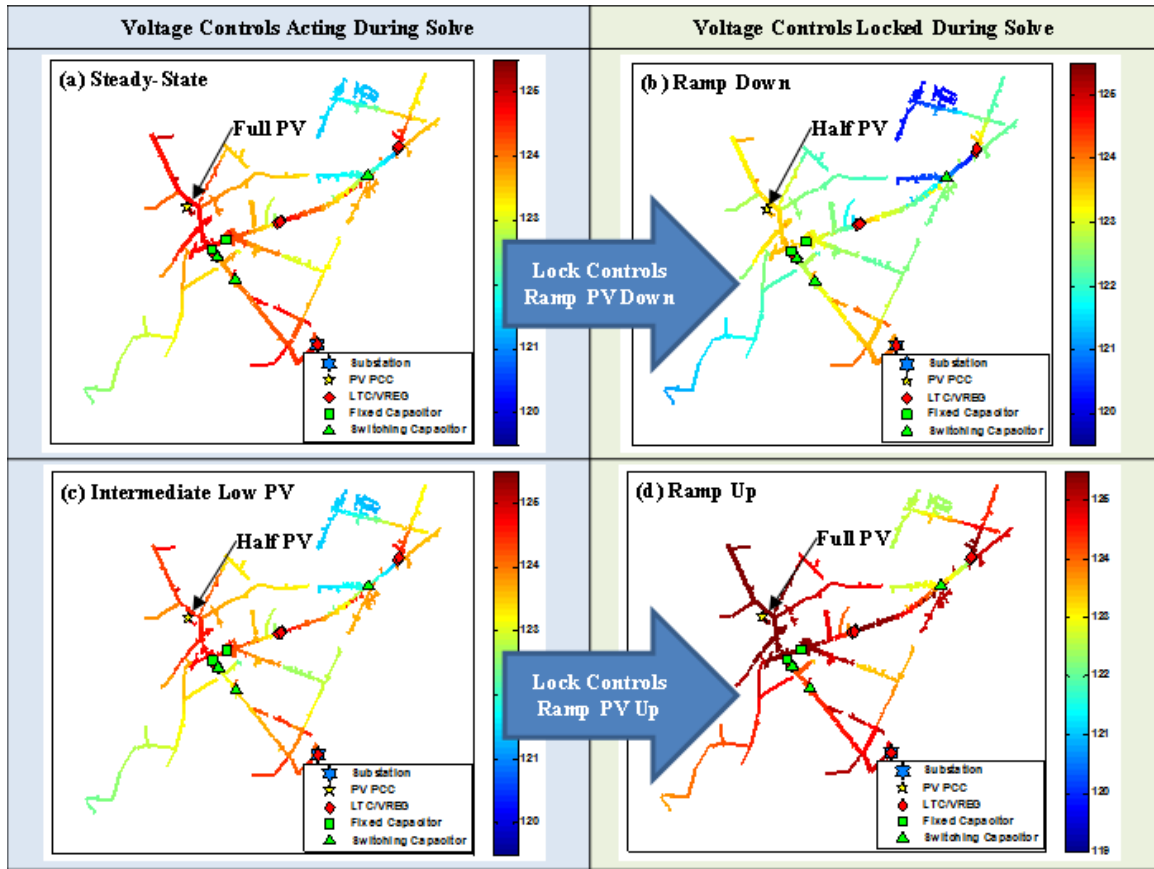 Voltage Controls Acting During Solve
Voltage Controls Locked During Solve
(a) Steady-State
Full PV
125
124
123
121
120
Substation
PV PCC
LTC/VREG
Fixed Capacitor
Switching Capacitor
Lock Controls
Ramp PV Down
(b) Ramp Down
Half PV
125
124
123
122
121
120
Substation
PV PCC
LTC/VREG
Fixed Capacitor
Switching Capacitor
(c) Intermediate Low PV
Half PV
125
124
123
121
120
Substation
PV PCC
LTC/VREG
Fixed Capacitor
Switching Capacitor
Lock Controls
Ramp PV Up
(d) Ramp Up
Full PV
125
124
123
122
121
120
119
Substation
PV PCC
LTC/VREG
Fixed Capacitor
Switching Capacitor